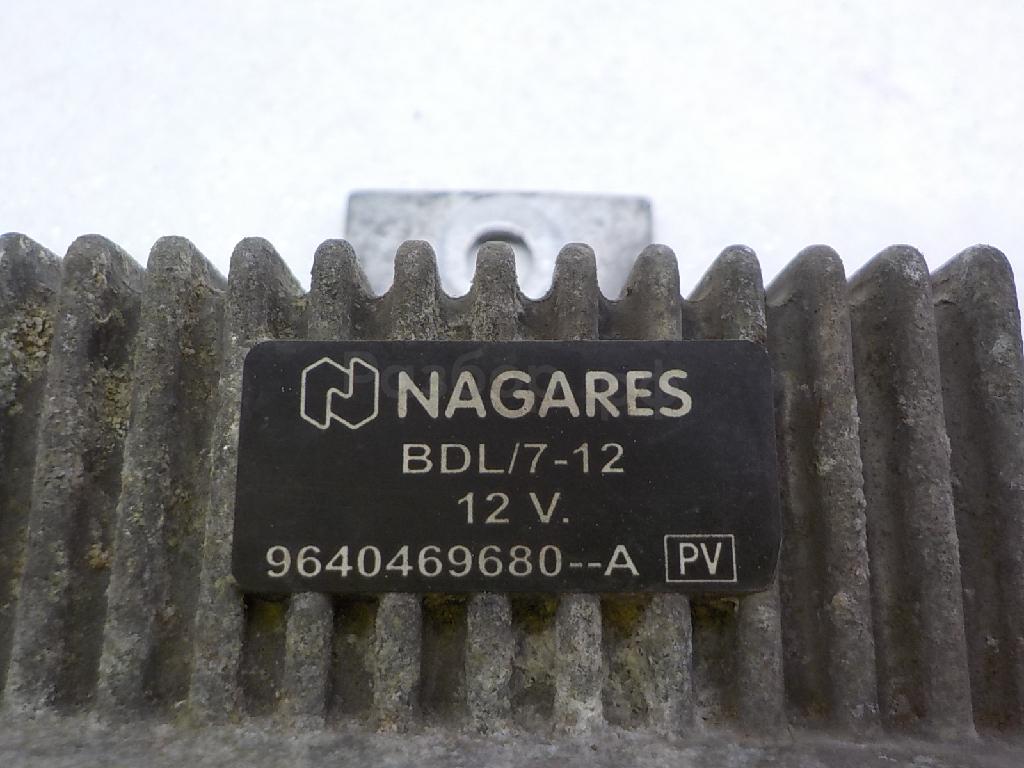 NAGARES
BDL/7-12
12 V.
9640469680--A PV